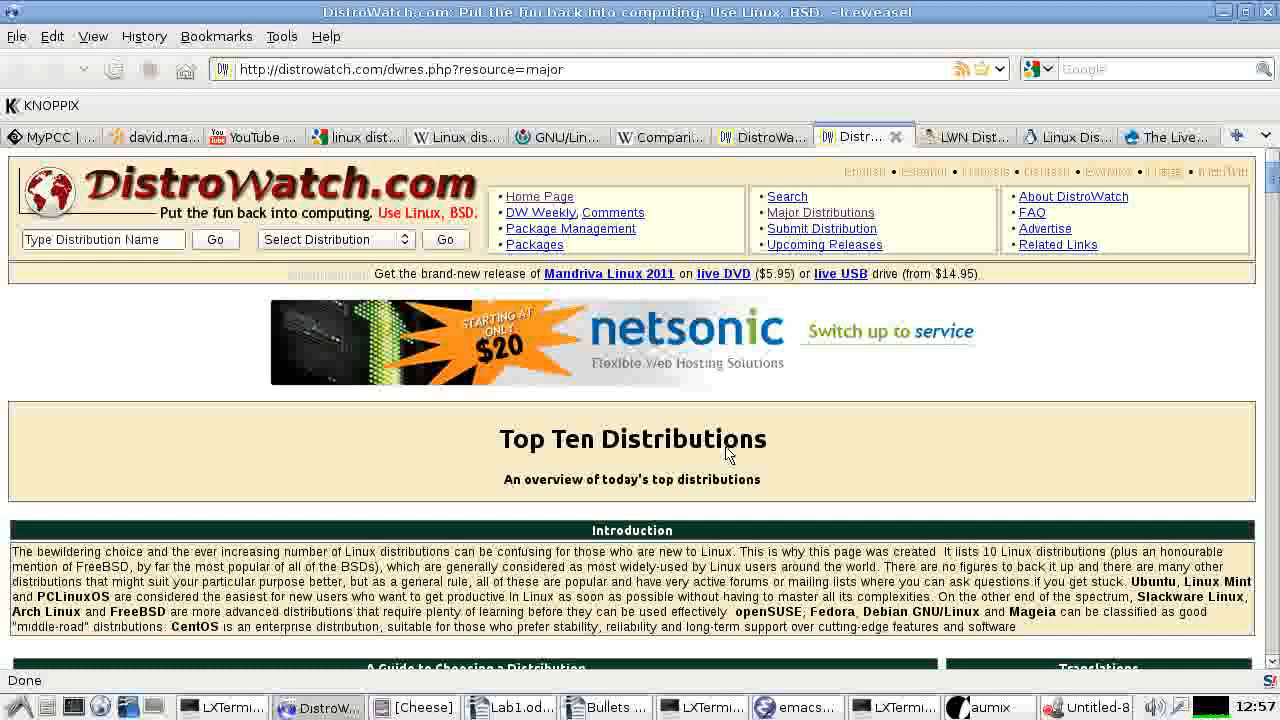 DistroWatch.com: Put the fun back into computing. Use Linux, BSD. - Iceweasel
File Edit View History Bookmarks Tools Help
http://distrowatch.com/dwres.php?resource=major
Google
KNOPPIX
MyPCC | ...
david.ma...
YouTube ...
linux dist...
Linux dis...
GNU/Lin...
Compari...
DistroWa...
Distr...
LWN Dist...
Linux Dis...
The Live...
DistroWatch.com
Put the fun back into computing. Use Linux, BSD.
Type Distribution Name Go Select Distribution Go
• Home Page
• DW Weekly, Comments
• Package Management
• Packages
• Search
• Major Distributions
• Submit Distribution
• Upcoming Releases
• About DistroWatch
• FAQ
• Advertise
• Related Links
Get the brand-new release of Mandriva Linux 2011 on live DVD ($5.95) or live USB drive (from $14.95)
STARTING AT
ONLY
$20
netsonic
Flexible Web Hosting Solutions
Switch up to service
Top Ten Distributions
An overview of today's top distributions
Introduction
The bewildering choice and the ever increasing number of Linux distributions can be confusing for those who are new to Linux. This is why this page was created It lists 10 Linux distributions (plus an honourable
mention of FreeBSD, by far the most popular of all of the BSDs), which are generally considered as most widely-used by Linux users around the world. There are no figures to back it up and there are many other
distributions that might suit your particular purpose better, but as a general rule, all of these are popular and have very active forums or mailing lists where you can ask questions if you get stuck. Ubuntu, Linux Mint
and PCLinuxOS are considered the easiest for new users who want to get productive in Linux as soon as possible without having to master all its complexities. On the other end of the spectrum, Slackware Linux,
Arch Linux and FreeBSD are more advanced distributions that require plenty of learning before they can be used effectively openSUSE, Fedora, Debian GNU/Linux and Mageia can be classified as good
"middle-road" distributions. CentOS is an enterprise distribution, suitable for those who prefer stability, reliability and long-term support over cutting-edge features and software
A Guide to Choosing a Distribution
Translations
Done
LXTermi...
DistroW...
[Cheese]
Lab1.od...
Bullets ...
LXTermi...
emacs...
LXTermi...
aumix
Untitled-8
12:57